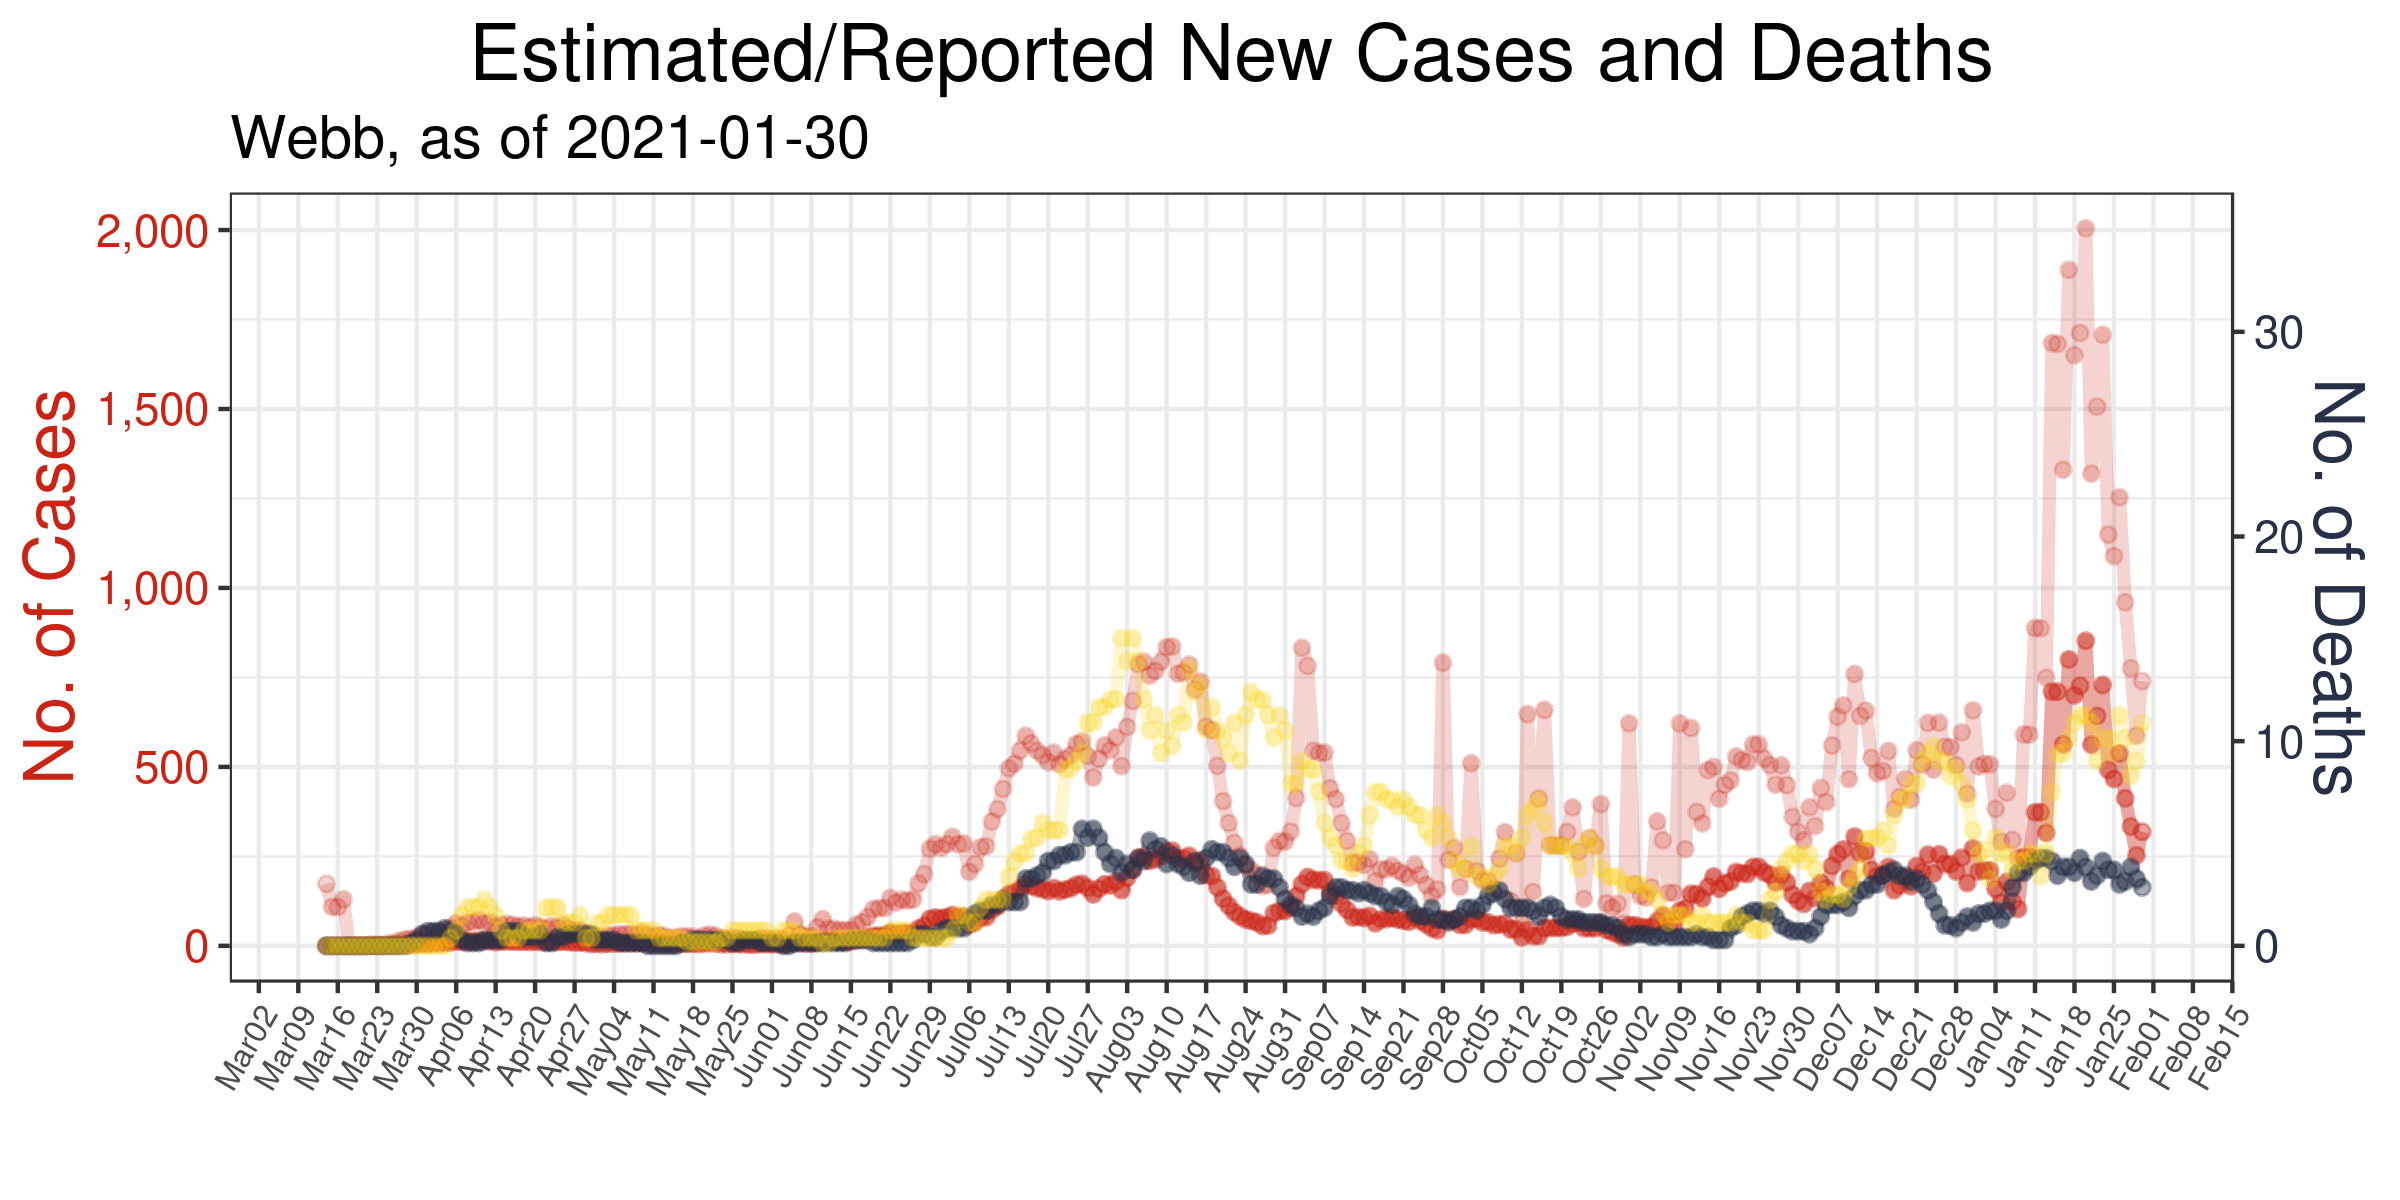 Estimated/Reported New Cases and Deaths
Webb, as of 2021-01-30
No. of Cases
2,000
1,500
1,000
500
0
30
20
10
0
No. of Deaths
Mar02
Mar09
Mar16
Mar23
Mar30
Apr06
Apr13
Apr20
Apr27
May04
May11
May18
May25
Jun01
Jun08
Jun15
Jun22
Jun29
Jul06
Jul13
Jul20
Jul27
Aug03
Aug10
Aug17
Aug24
Aug31
Sep07
Sep14
Sep21
Sep28
Oct05
Oct12
Oct19
Oct26
Nov02
Nov09
Nov16
Nov23
Nov30
Dec07
Dec14
Dec21
Dec28
Jan04
Jan11
Jan18
Jan25
Feb01
Feb08
Feb15